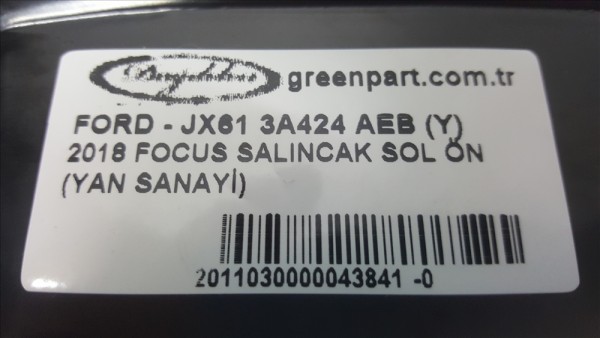 greenpart.com.tr
FORD - JX61 3A424 AEB (Y)
2018 FOCUS SALINCAK SOL ÖN
(YAN SANAYİ)
2011030000043841 -0